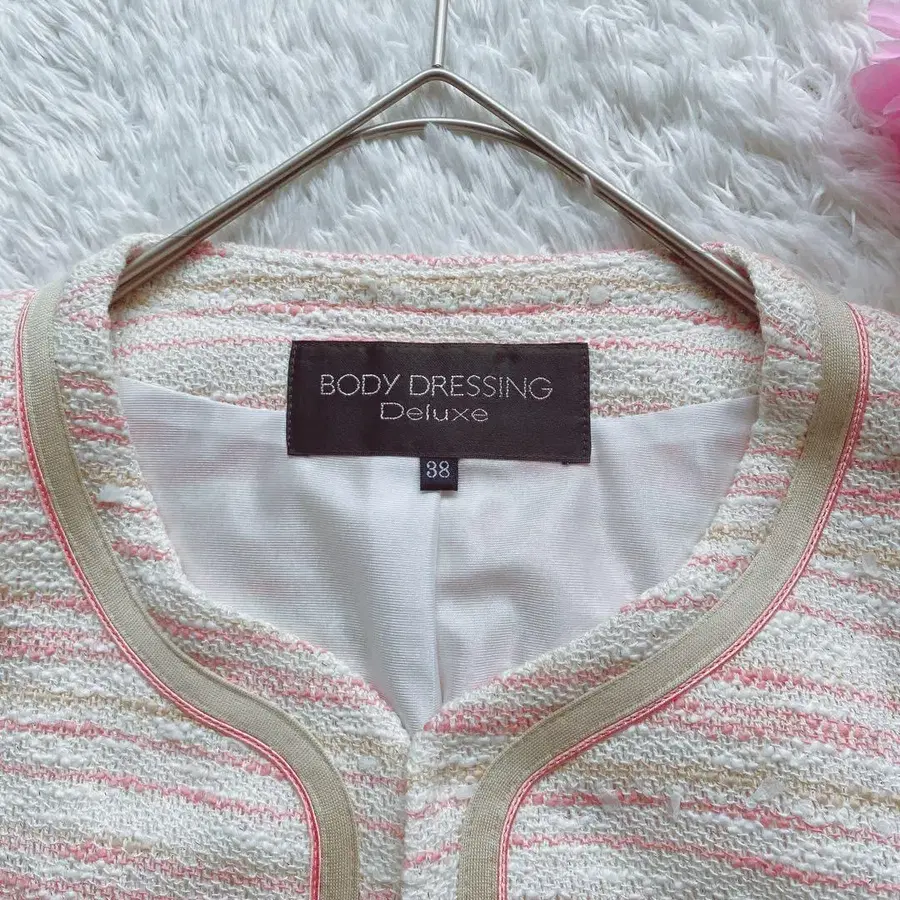 BODY DRESSING
Deluxe
38